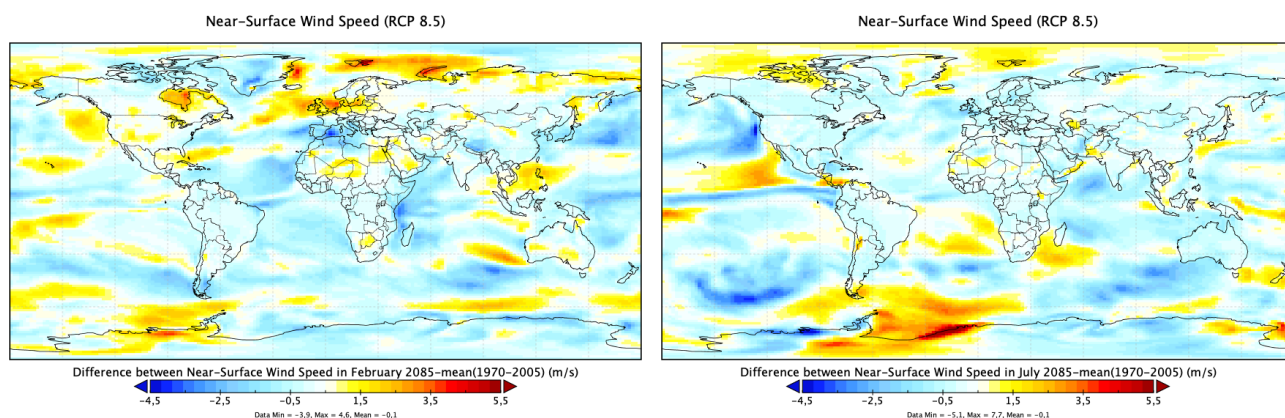 Near-Surface Wind Speed (RCP 8.5)
Difference between Near-Surface Wind Speed in February 2085-mean(1970-2005) (m/s)
-4,5 -2,5 -0,5 1,5 3,5 5,5
Data Min = -3,9, Max = 4,6, Mean = -0,1
Near-Surface Wind Speed (RCP 8.5)
Difference between Near-Surface Wind Speed in July 2085-mean(1970-2005) (m/s)
-4,5 -2,5 -0,5 1,5 3,5 5,5
Data Min = -5,1, Max = 7,7, Mean = -0,1